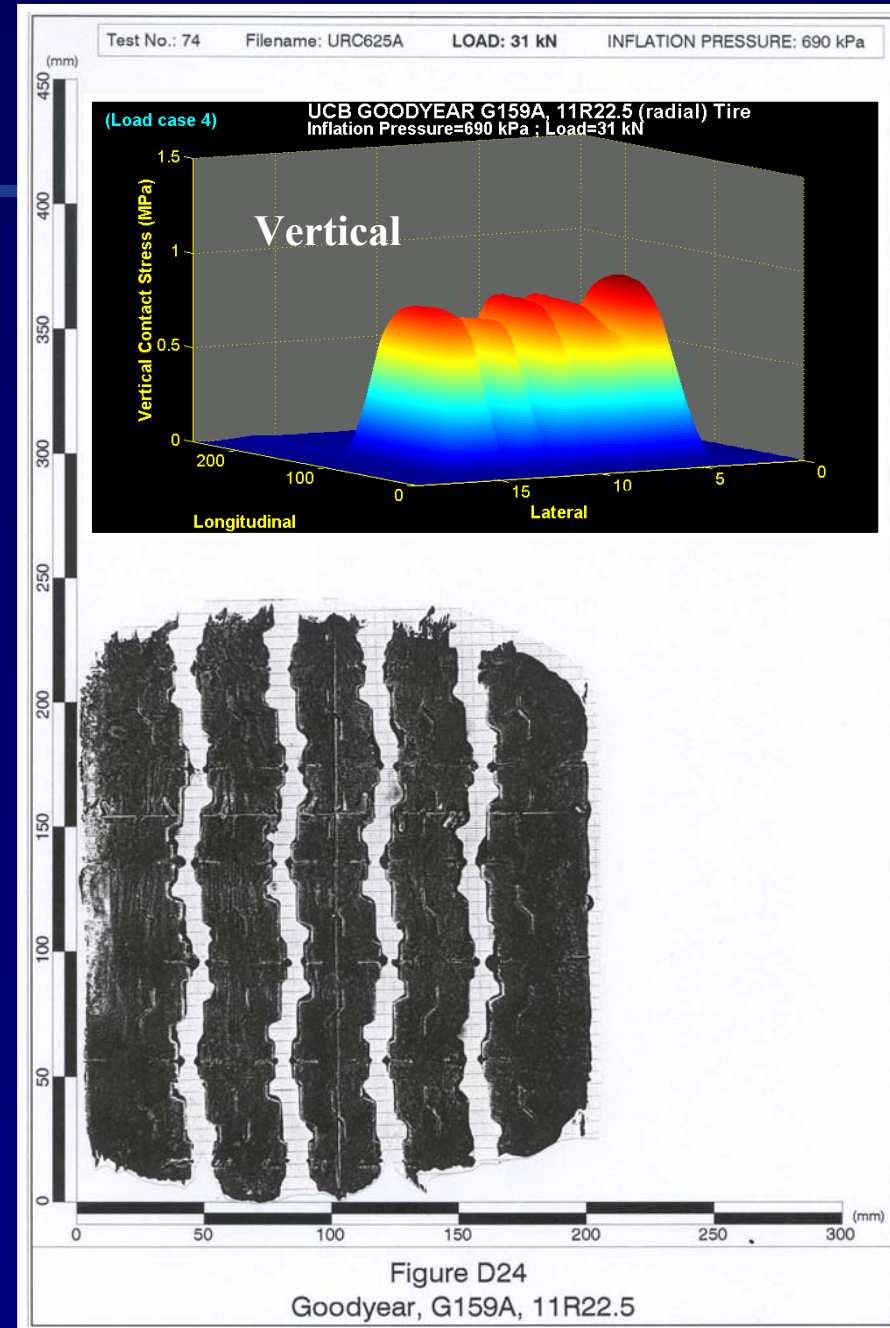 Test No.: 74 Filename: URC625A LOAD: 31 kN INFLATION PRESSURE: 690 kPa
(mm)
450
400
350
300
250
200
150
100
50
0
(Load case 4)
UCB GOODYEAR G159A, 11R22.5 (radial) Tire
Inflation Pressure=690 kPa ; Load=31 kN
Vertical
Vertical Contact Stress (MPa)
1.5
1
0.5
0
200
100
0
Longitudinal
15
10
5
0
Lateral
0 50 100 150 200 250 300 (mm)
Figure D24
Goodyear, G159A, 11R22.5